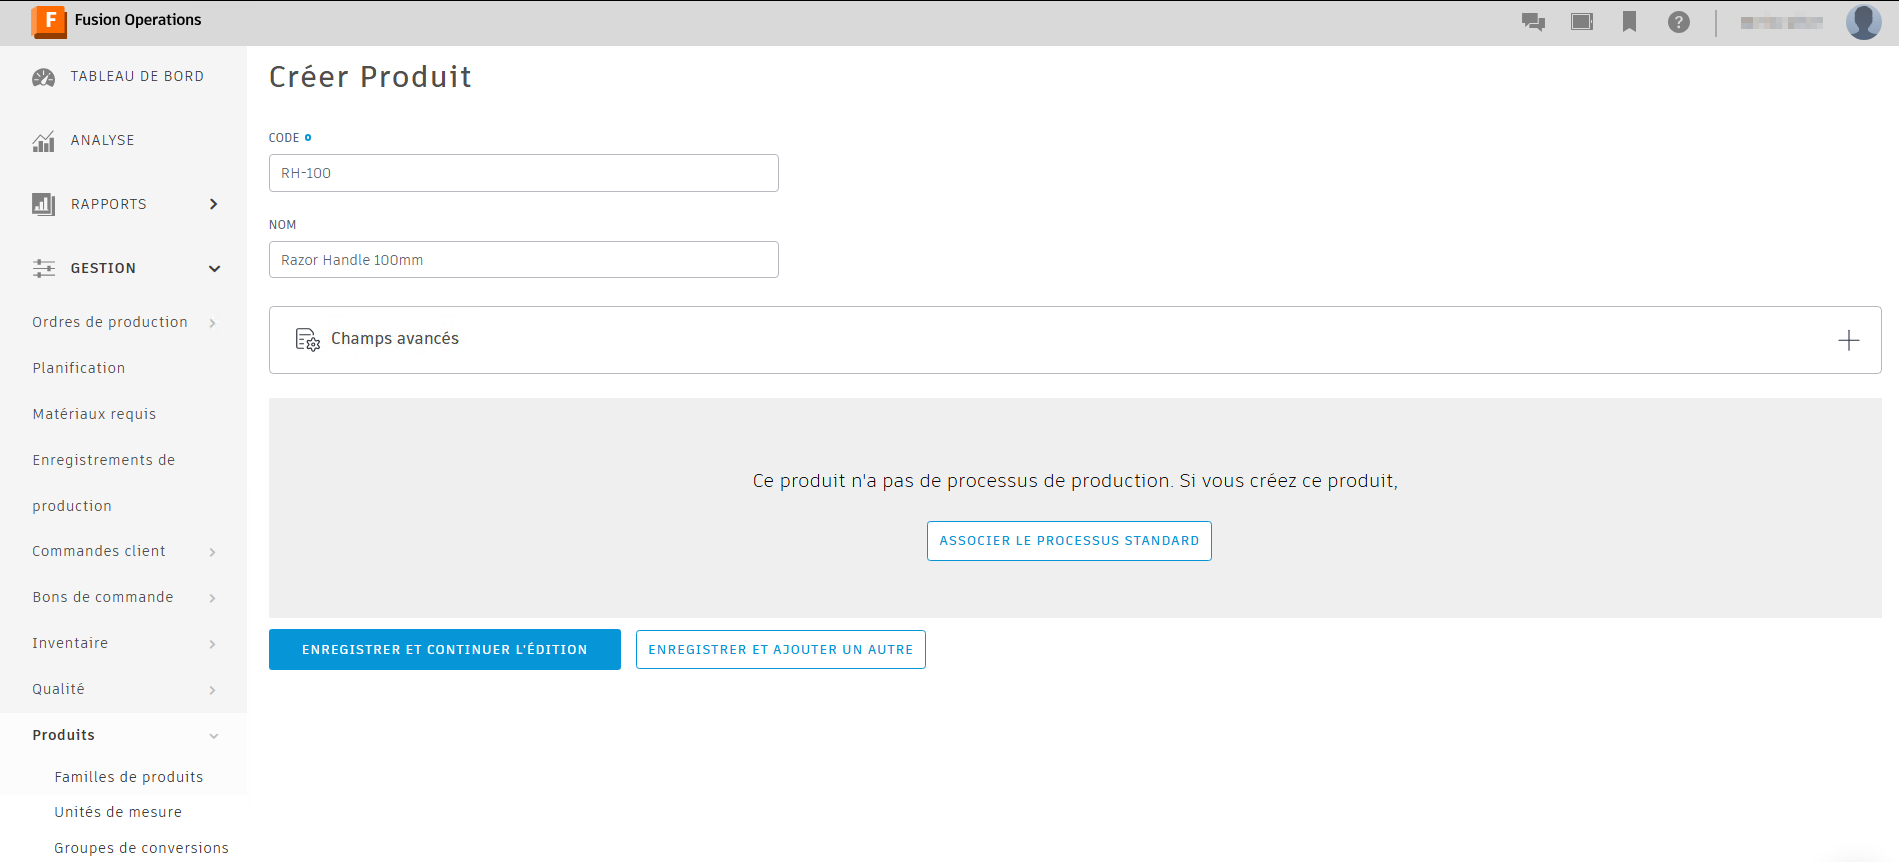 F Fusion Operations
?
TABLEAU DE BORD
ANALYSE
RAPPORTS
GESTION
Ordres de production
Planification
Matériaux requis
Enregistrements de
production
Commandes client
Bons de commande
Inventaire
Qualité
Produits
Familles de produits
Unités de mesure
Groupes de conversions
Créer Produit
CODE
RH-100
NOM
Razor Handle 100mm
Champs avancés
Ce produit n'a pas de processus de production. Si vous créez ce produit,
ASSOCIER LE PROCESSUS STANDARD
ENREGISTRER ET CONTINUER L'ÉDITION
ENREGISTRER ET AJOUTER UN AUTRE